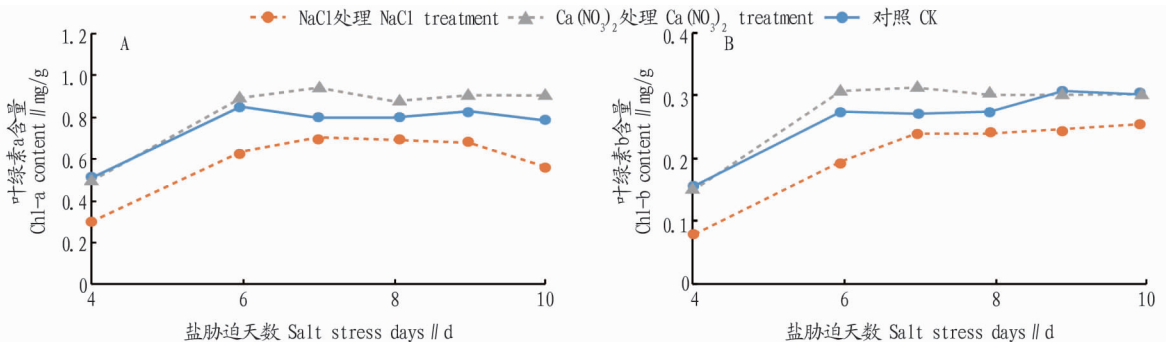 NaCl处理 NaCl treatment Ca(NO₃)₂处理 Ca(NO₃)₂ treatment 对照 CK
A
叶绿素a含量
Chl-a content∥mg/g
1.2
1.0
0.8
0.6
0.4
0.2
0
4 6 8 10
盐胁迫天数 Salt stress days∥d
B
叶绿素b含量
Chl-b content∥mg/g
0.4
0.3
0.2
0.1
0
4 6 8 10
盐胁迫天数 Salt stress days∥d